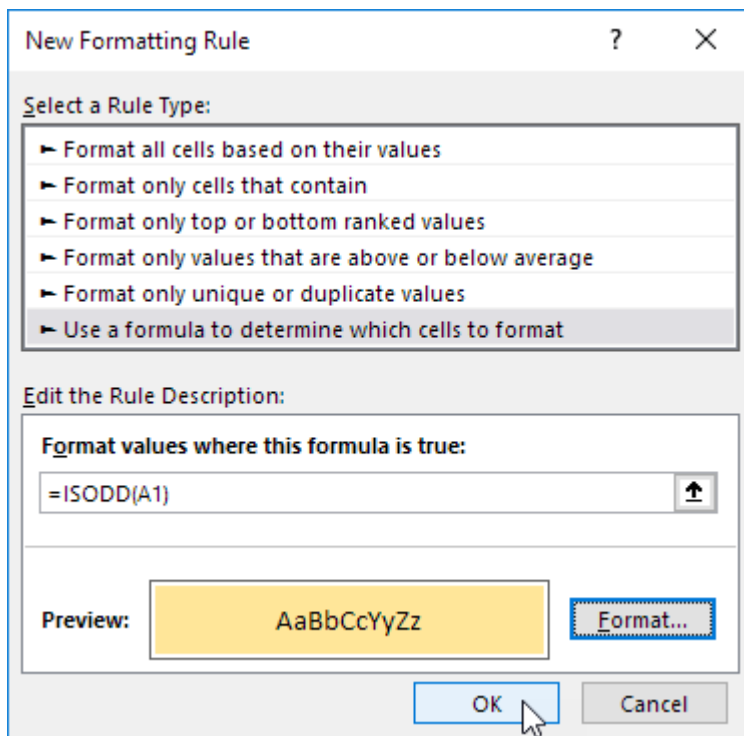 New Formatting Rule ?
Select a Rule Type:
► Format all cells based on their values
► Format only cells that contain
► Format only top or bottom ranked values
► Format only values that are above or below average
► Format only unique or duplicate values
► Use a formula to determine which cells to format
Edit the Rule Description:
Format values where this formula is true:
=ISODD(A1)
Preview: AaBbCcYyZz Format...
OK Cancel